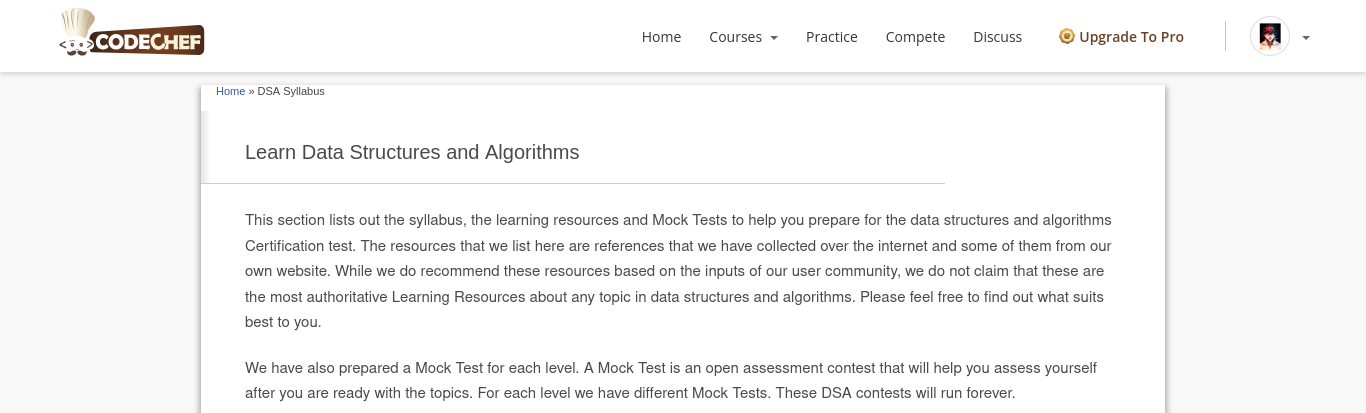 CODECHEF
Home Courses Practice Compete Discuss Upgrade To Pro
Home » DSA Syllabus
Learn Data Structures and Algorithms
This section lists out the syllabus, the learning resources and Mock Tests to help you prepare for the data structures and algorithms
Certification test. The resources that we list here are references that we have collected over the internet and some of them from our
own website. While we do recommend these resources based on the inputs of our user community, we do not claim that these are
the most authoritative Learning Resources about any topic in data structures and algorithms. Please feel free to find out what suits
best to you.
We have also prepared a Mock Test for each level. A Mock Test is an open assessment contest that will help you assess yourself
after you are ready with the topics. For each level we have different Mock Tests. These DSA contests will run forever.